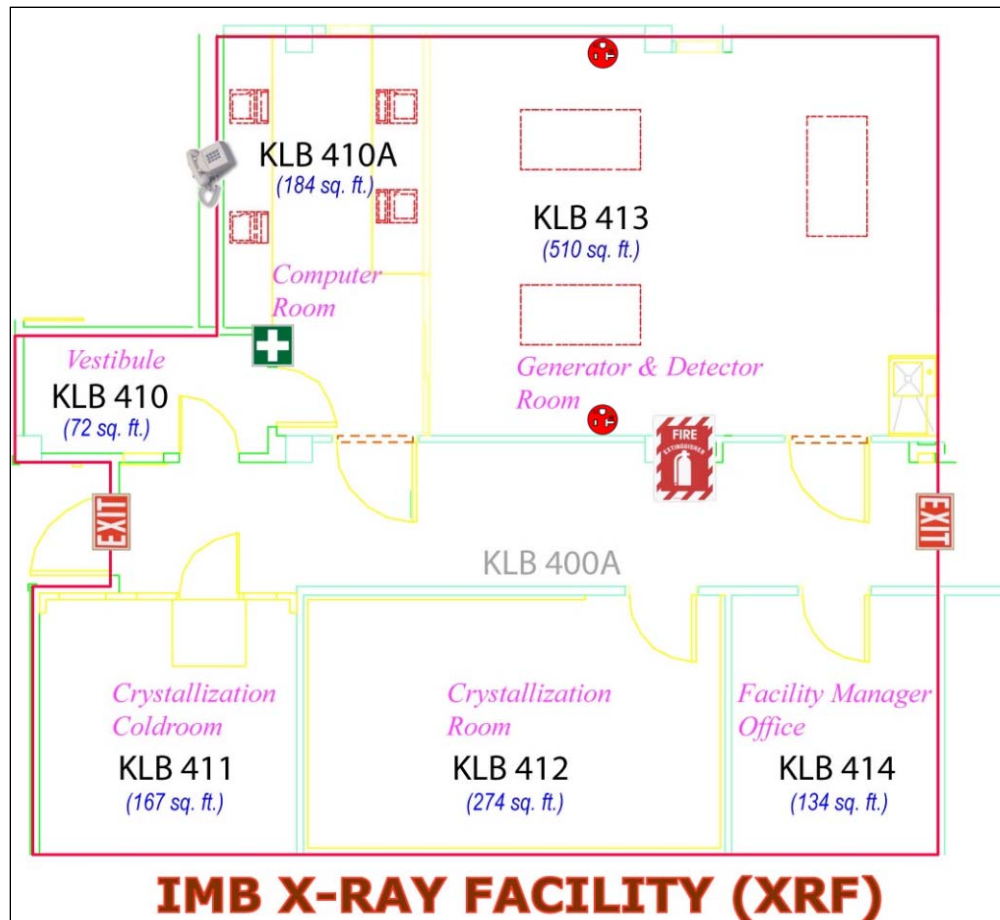 KLB 410A
(184 sq. ft.)
Computer
Room
KLB 413
(510 sq. ft.)
Generator & Detector
Room
Vestibule
KLB 410
(72 sq. ft.)
FIRE
EXTINGUISHER
EXIT
EXIT
KLB 400A
Crystallization
Coldroom
KLB 411
(167 sq. ft.)
Crystallization
Room
KLB 412
(274 sq. ft.)
Facility Manager
Office
KLB 414
(134 sq. ft.)
IMB X-RAY FACILITY (XRF)